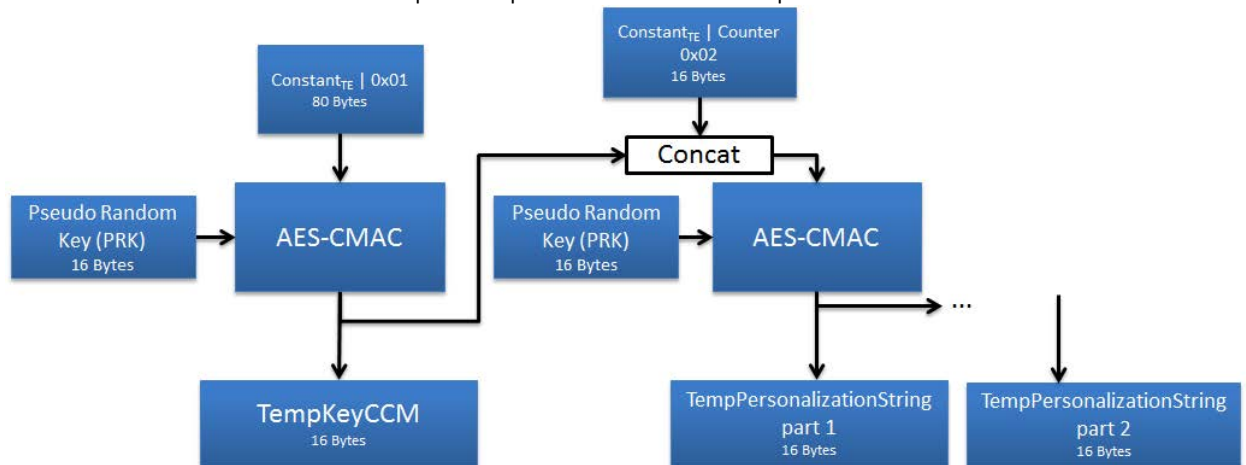 Constant_TE | Counter
0x02
16 Bytes
Constant_TE | 0x01
80 Bytes
Concat
Pseudo Random
Key (PRK)
16 Bytes
AES-CMAC
Pseudo Random
Key (PRK)
16 Bytes
AES-CMAC
...
TempKeyCCM
16 Bytes
TempPersonalizationString
part 1
16 Bytes
TempPersonalizationString
part 2
16 Bytes